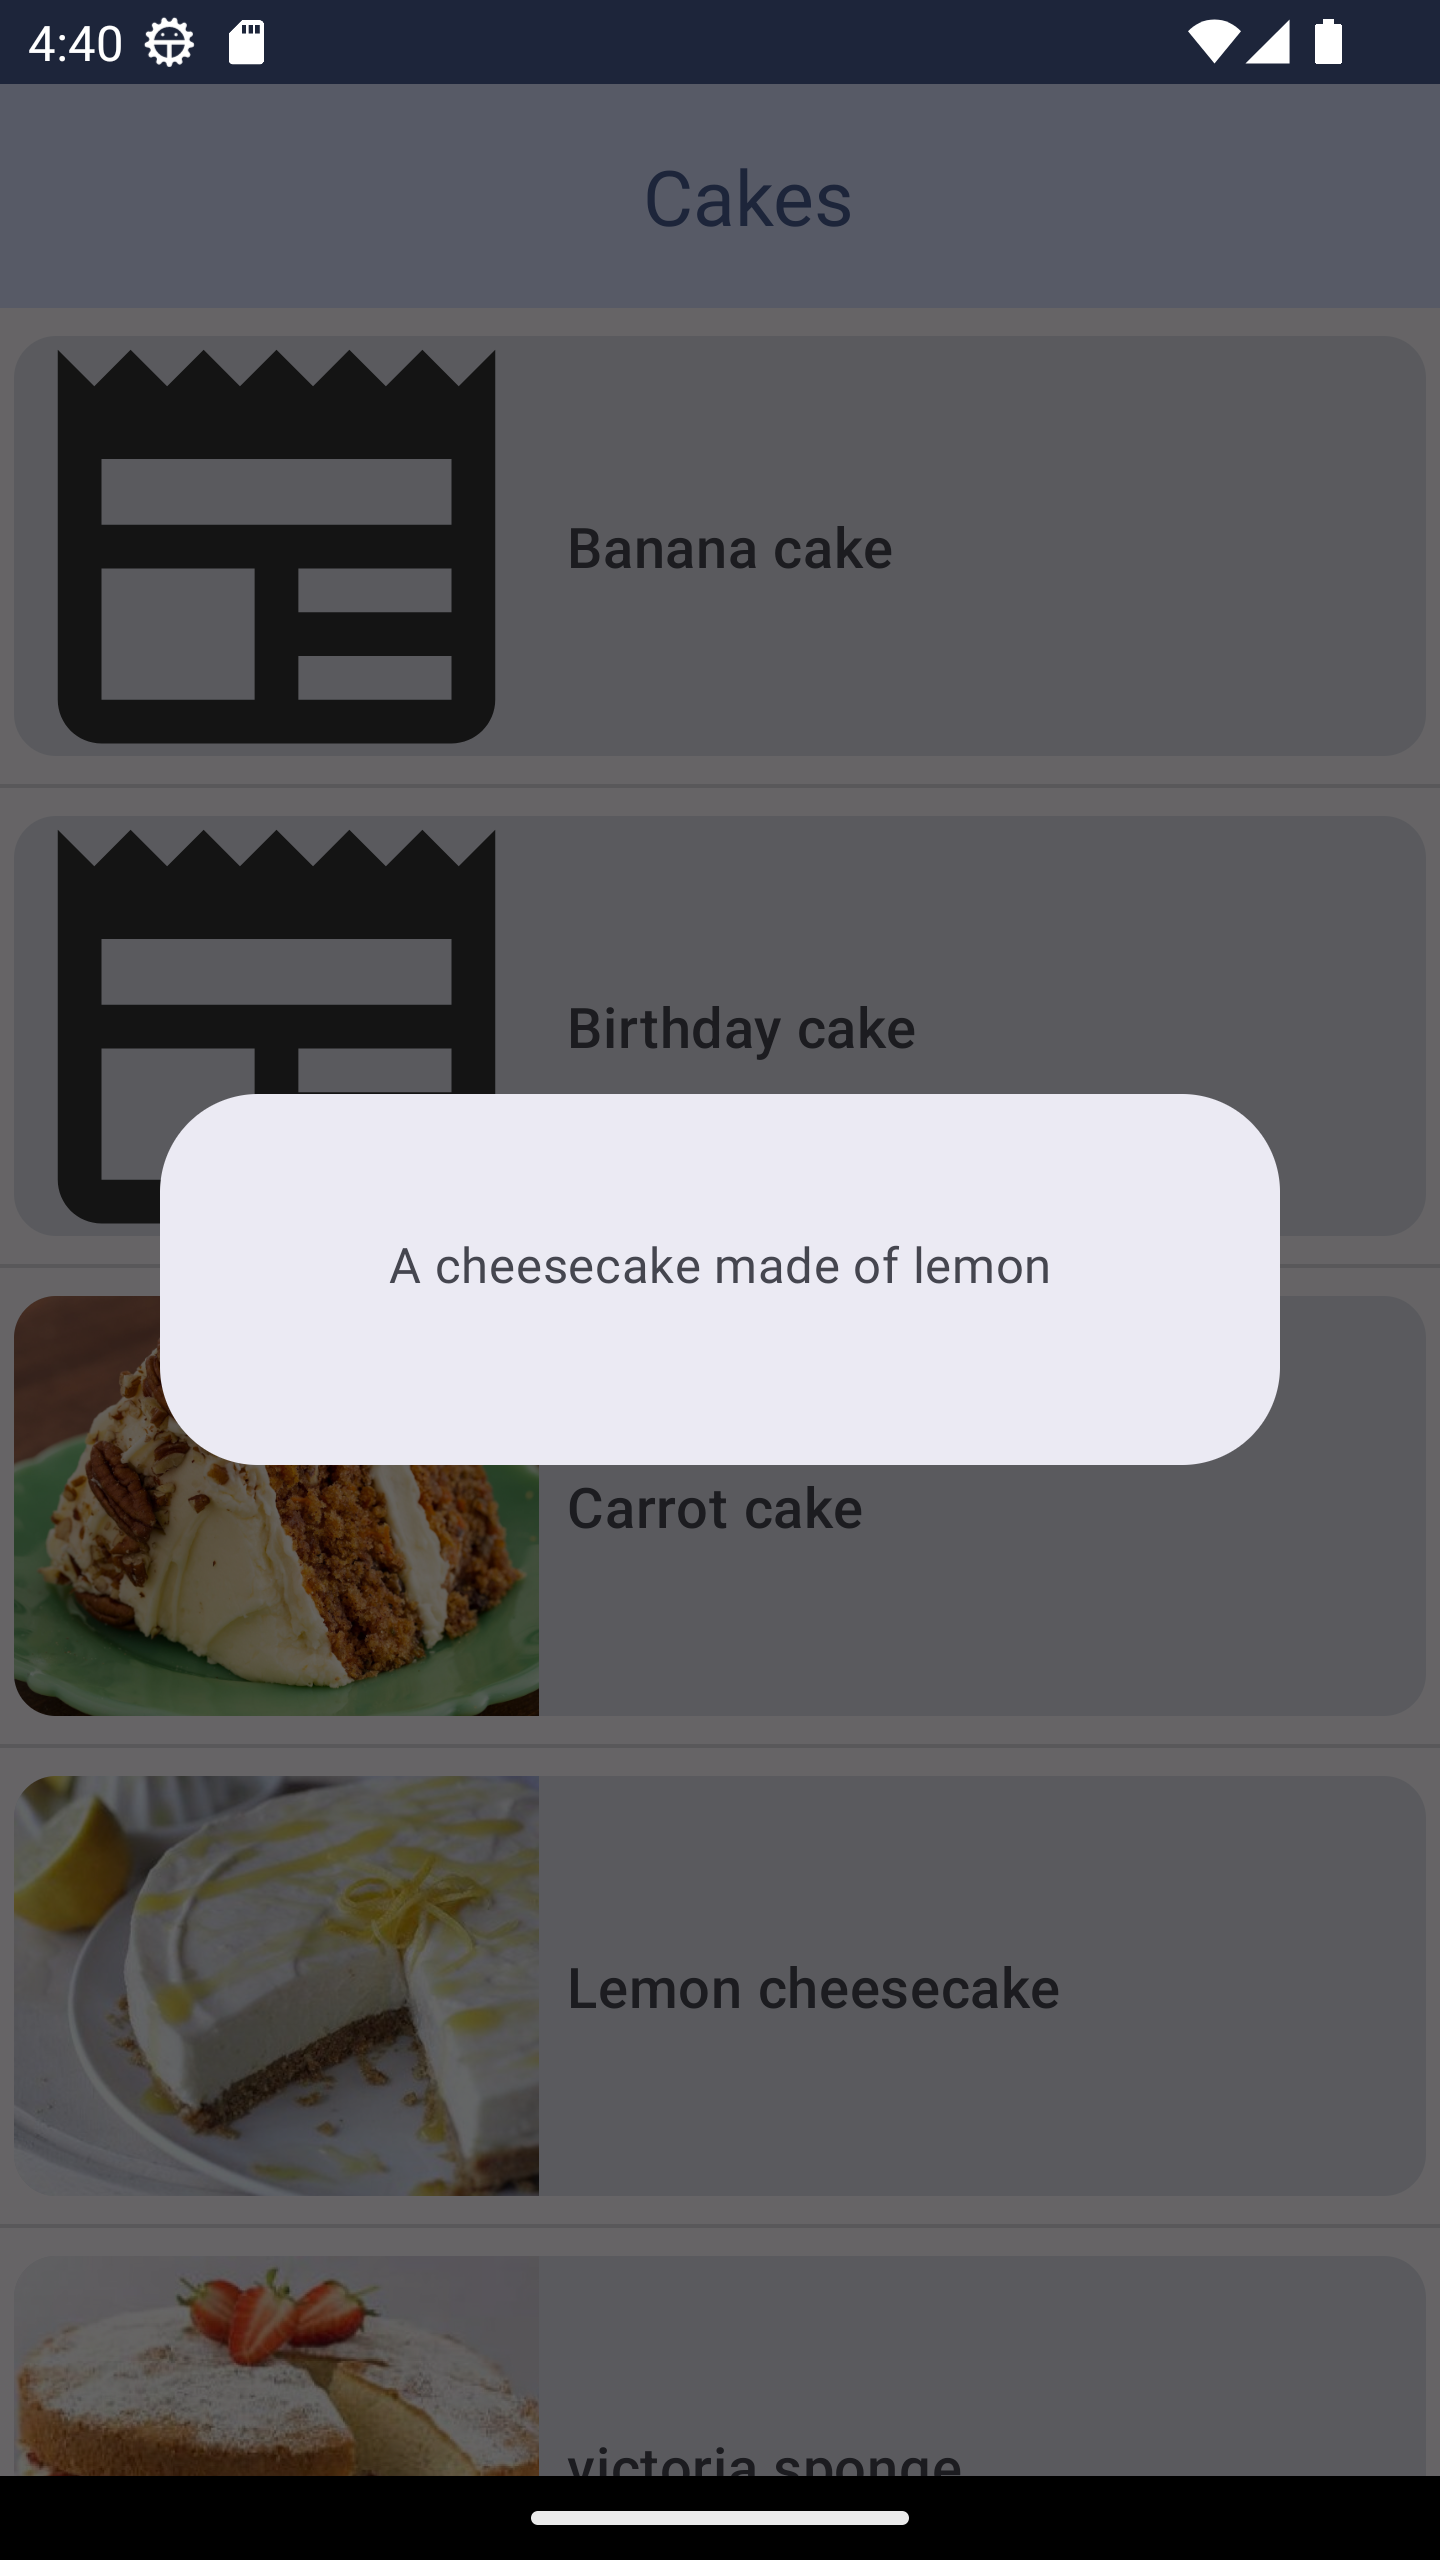 4:40
Cakes
Banana cake
Birthday cake
A cheesecake made of lemon
Carrot cake
Lemon cheesecake
victoria sponge